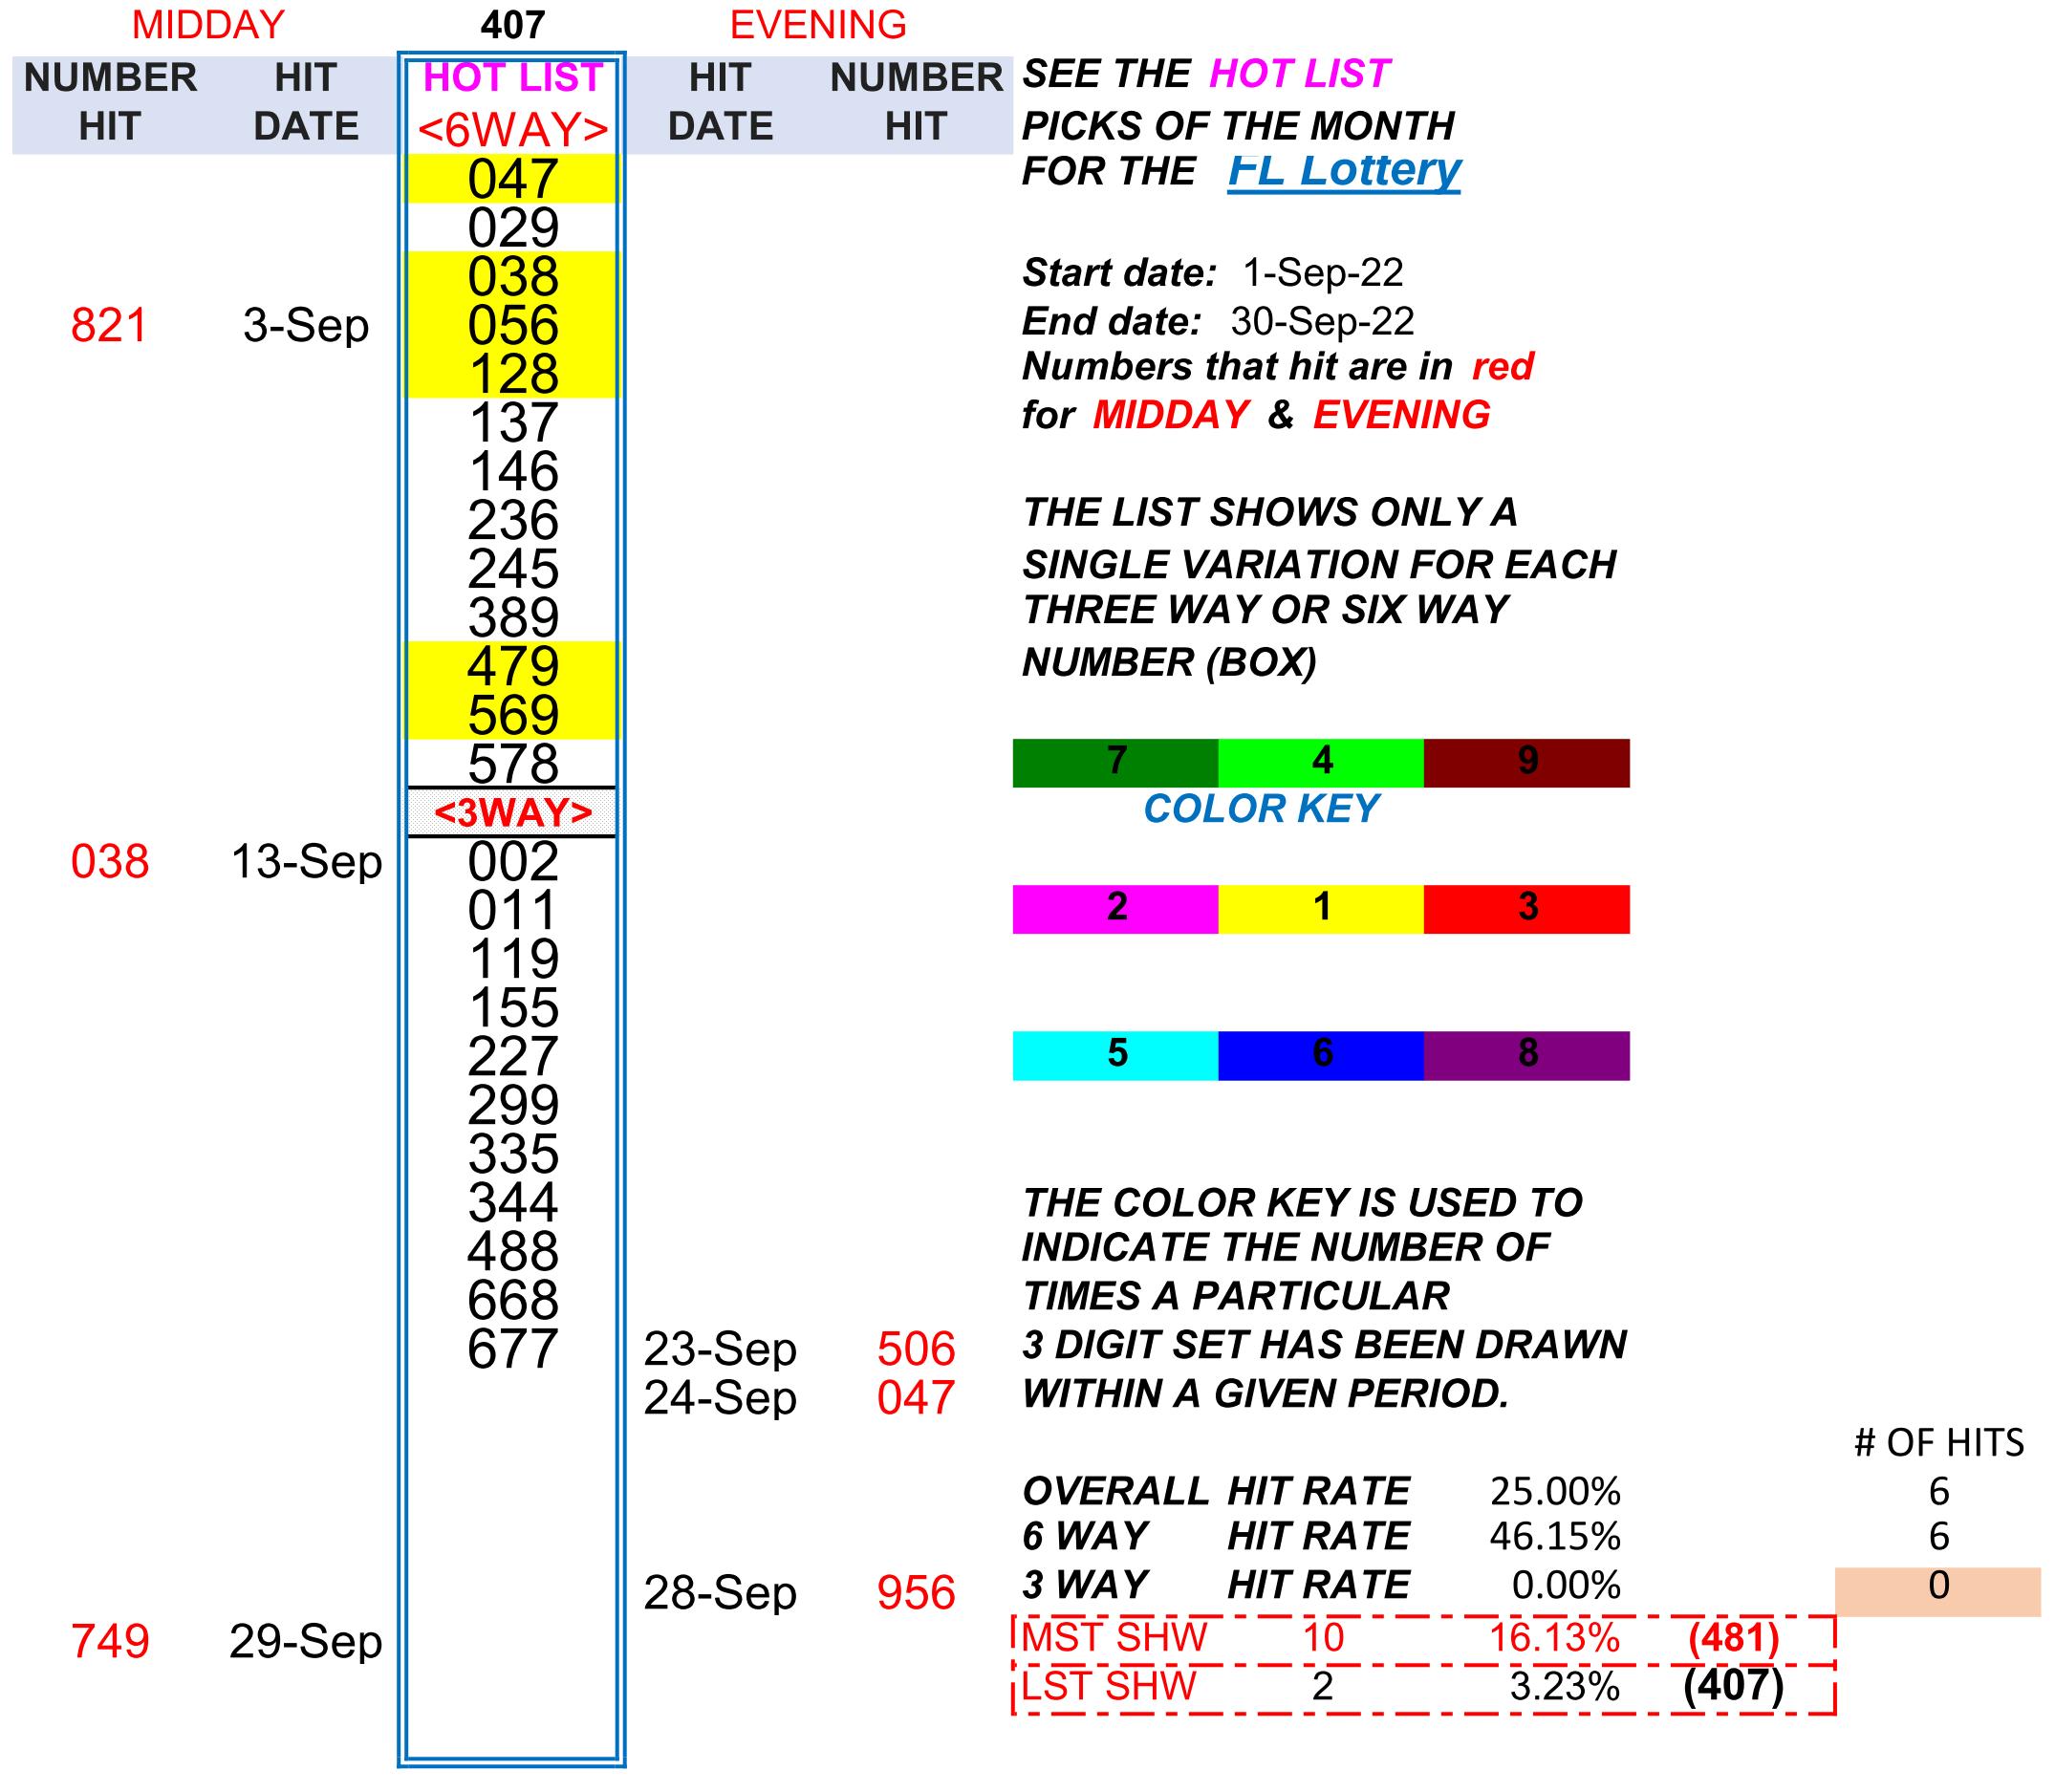 MIDDAY 407 EVENING
NUMBER HIT HOT LIST HIT NUMBER SEE THE HOT LIST
HIT DATE <6WAY> DATE HIT PICKS OF THE MONTH
047 FOR THE FL Lottery
029
038 Start date: 1-Sep-22
821 3-Sep 056 End date: 30-Sep-22
128 Numbers that hit are in red
137 for MIDDAY & EVENING
146
236 THE LIST SHOWS ONLY A
245 SINGLE VARIATION FOR EACH
389 THREE WAY OR SIX WAY
479 NUMBER (BOX)
569
578 7 4 9
<3WAY> COLOR KEY
038 13-Sep 002
011 2 1 3
119
155
227 5 6 8
299
335
344 THE COLOR KEY IS USED TO
488 INDICATE THE NUMBER OF
668 TIMES A PARTICULAR
677 23-Sep 506 3 DIGIT SET HAS BEEN DRAWN
24-Sep 047 WITHIN A GIVEN PERIOD.
# OF HITS
OVERALL HIT RATE 25.00% 6
6 WAY HIT RATE 46.15% 6
28-Sep 956 3 WAY HIT RATE 0.00% 0
749 29-Sep MST SHW 10 16.13% (481)
LST SHW 2 3.23% (407)